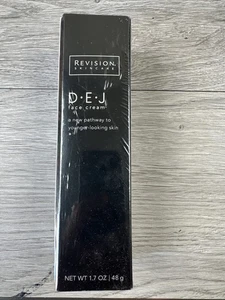 REVISION.
SKINCARE
D·E·J
face cream
a new pathway to
younger-looking skin
NET WT 1.7 OZ | 48 g